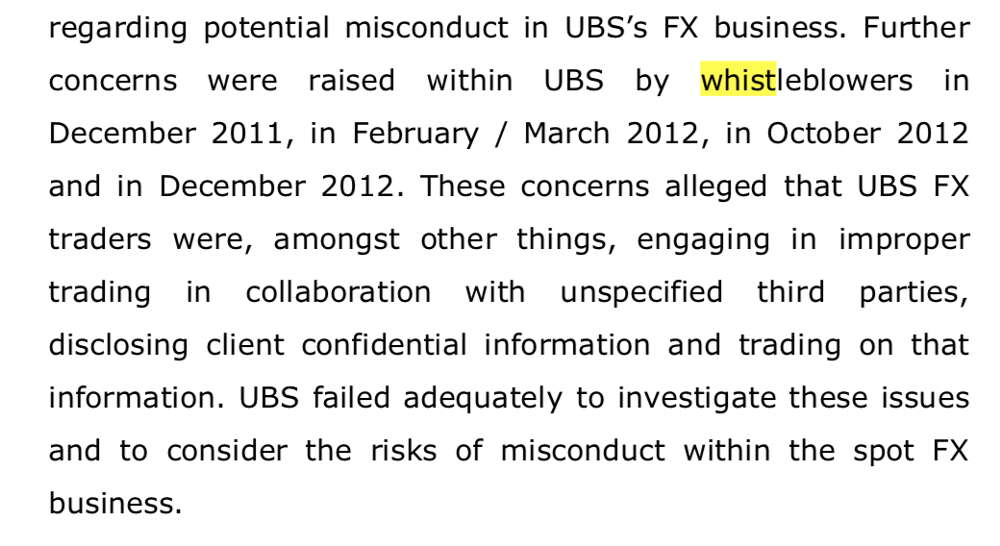 regarding potential misconduct in UBS’s FX business. Further
concerns were raised within UBS by whistleblowers in
December 2011, in February / March 2012, in October 2012
and in December 2012. These concerns alleged that UBS FX
traders were, amongst other things, engaging in improper
trading in collaboration with unspecified third parties,
disclosing client confidential information and trading on that
information. UBS failed adequately to investigate these issues
and to consider the risks of misconduct within the spot FX
business.